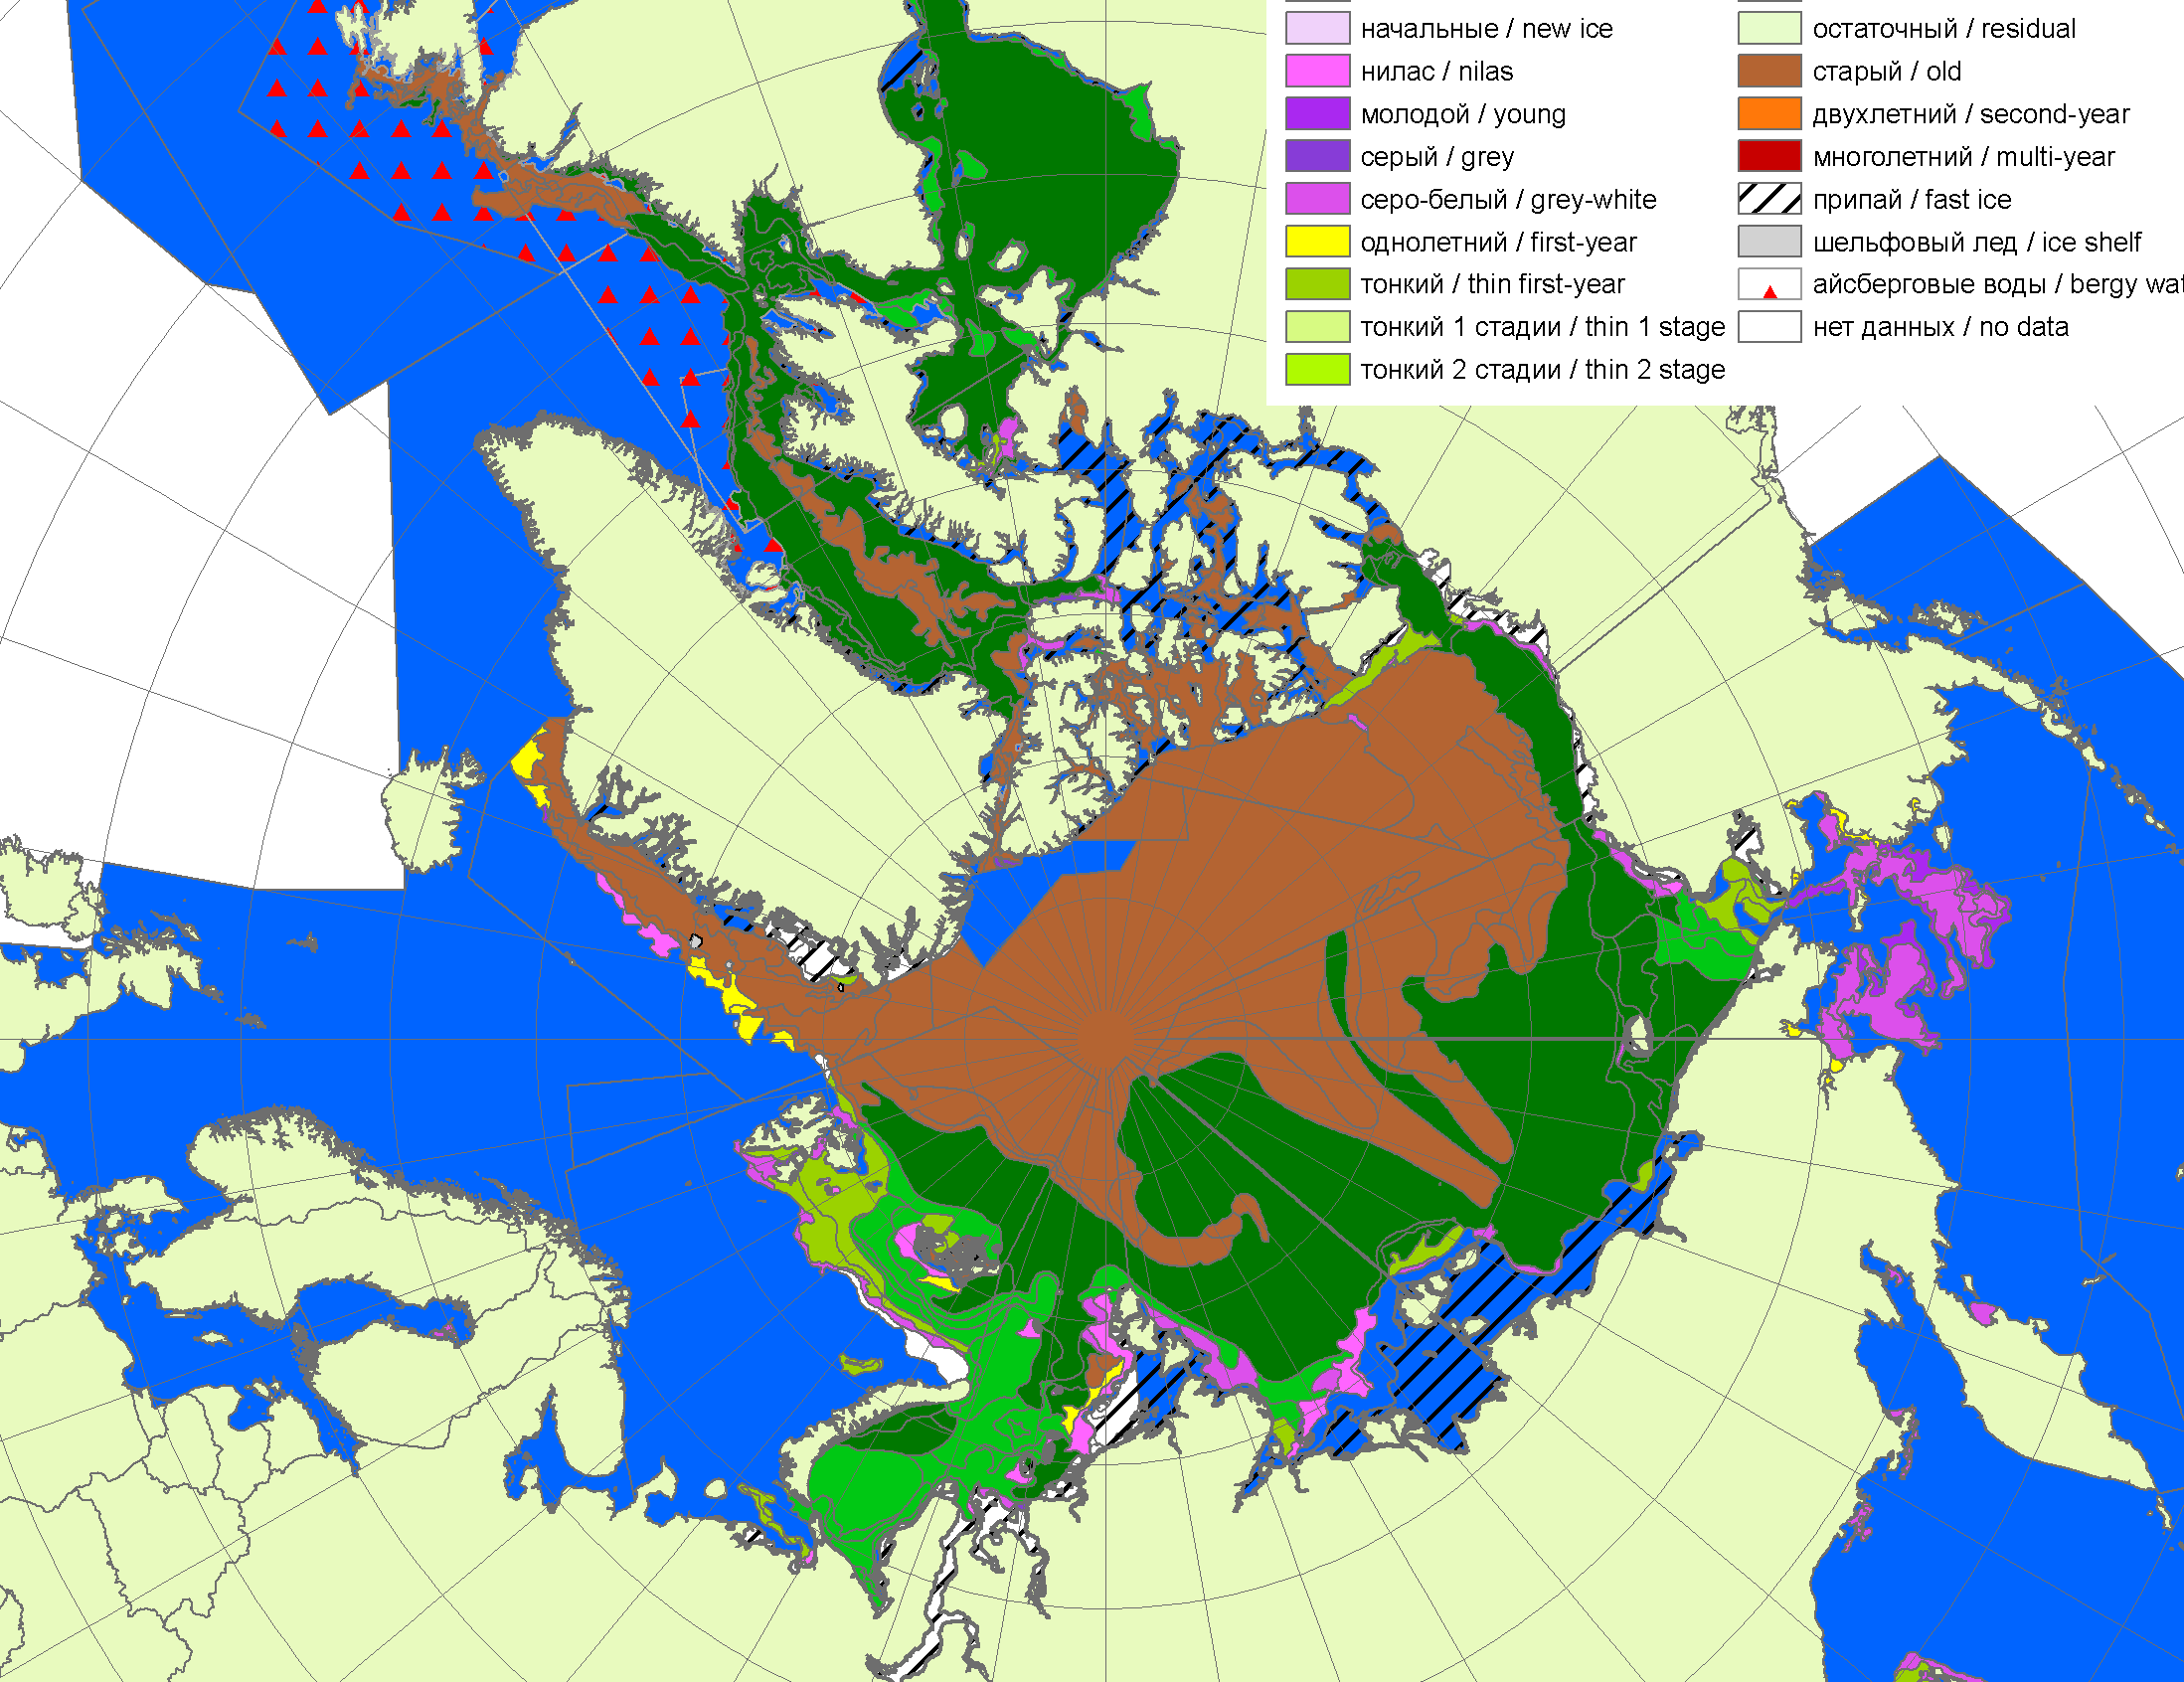 начальные / new ice
нилас / nilas
молодой / young
серый / grey
серо-белый / grey-white
однолетний / first-year
тонкий / thin first-year
тонкий 1 стадии / thin 1 stage
тонкий 2 стадии / thin 2 stage
остаточный / residual
старый / old
двухлетний / second-year
многолетний / multi-year
припай / fast ice
шельфовый лед / ice shelf
айсберговые воды / bergy wat
нет данных / no data